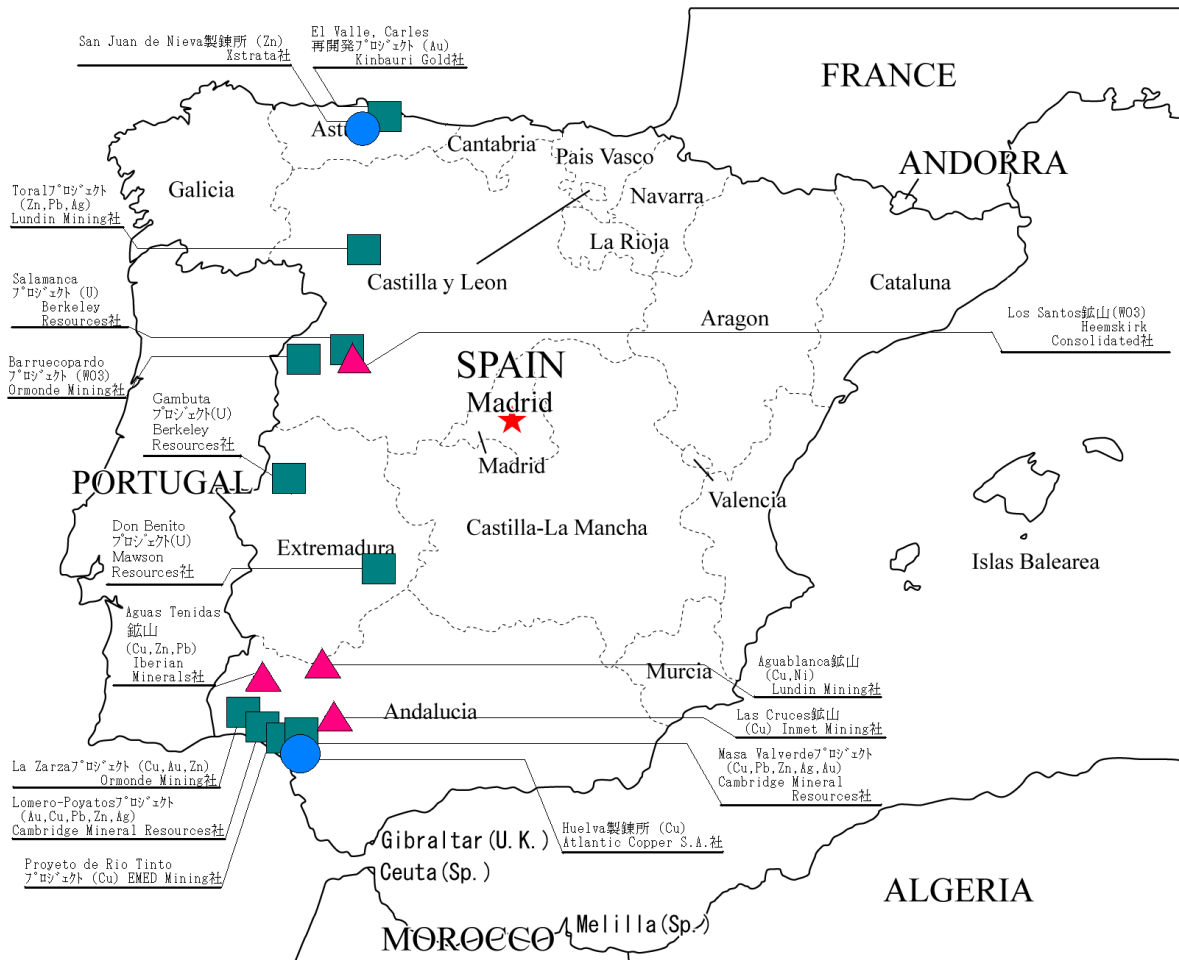 San Juan de Nieva製錬所 (Zn)
Xstrata社
El Valle, Carles
再開発プロジェクト (Au)
Kinbauri Gold社
FRANCE
Cantabria
Pais Vasco
ANDORRA
Galicia
Navarra
Toralプロジェクト
(Zn,Pb,Ag)
Lundin Mining社
La Rioja
Castilla y Leon
Cataluna
Salamanca
プロジェクト (U)
Berkeley
Resources社
Aragon
Los Santos鉱山(WO3)
Heemskirk
Consolidated社
Barruecopardo
プロジェクト (WO3)
Ormonde Mining社
SPAIN
Madrid
Gambuta
プロジェクト(U)
Berkeley
Resources社
Madrid
PORTUGAL
Valencia
Don Benito
プロジェクト(U)
Mawson
Resources社
Castilla-La Mancha
Extremadura
Islas Balearea
Aguas Tenidas
鉱山
(Cu,Zn,Pb)
Iberian
Minerals社
Murcia
Aguablanca鉱山
(Cu,Ni)
Lundin Mining社
Andalucia
Las Cruces鉱山
(Cu) Inmet Mining社
La Zarzaプロジェクト (Cu,Au,Zn)
Ormonde Mining社
Masa Valverdeプロジェクト
(Cu,Pb,Zn,Ag,Au)
Cambridge Mineral
Resources社
Lomero-Poyatosプロジェクト
(Au,Cu,Pb,Zn,Ag)
Cambridge Mineral Resources社
Huelva製錬所 (Cu)
Atlantic Copper S.A.社
Gibraltar(U.K.)
Ceuta(Sp.)
Proyeto de Rio Tinto
プロジェクト (Cu) EMED Mining社
ALGERIA
Melilla(Sp.)
MOROCCO